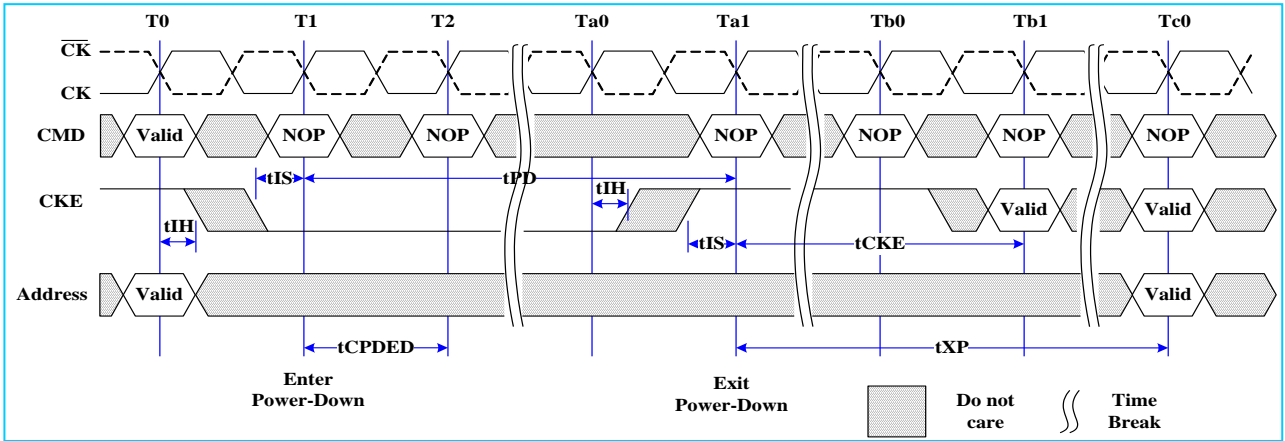 T0 T1 T2 Ta0 Ta1 Tb0 Tb1 Tc0
CK
CK
CMD Valid NOP NOP NOP NOP NOP NOP
tIS tPD tIH
CKE Valid Valid
tIH tIS tCKE
Address Valid Valid
tCPDED tXP
Enter
Power-Down
Exit
Power-Down
Do not
care
Time
Break